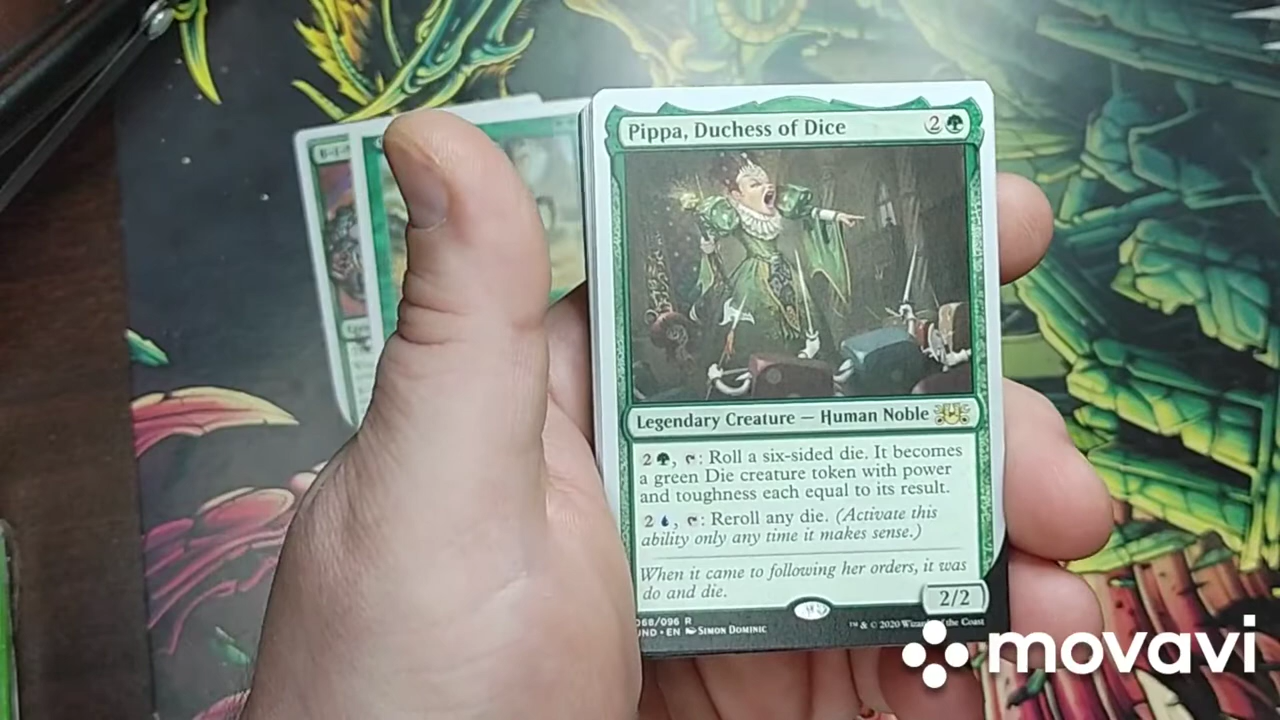 Pippa, Duchess of Dice 2
Legendary Creature — Human Noble
2 , : Roll a six-sided die. It becomes
a green Die creature token with power
and toughness each equal to its result.
2 , : Reroll any die. (Activate this
ability only any time it makes sense.)
When it came to following her orders, it was
do and die.
2/2
068/096 R
UND • EN SIMON DOMINIC
™ & © 2020 Wizards of the Coast
movavi